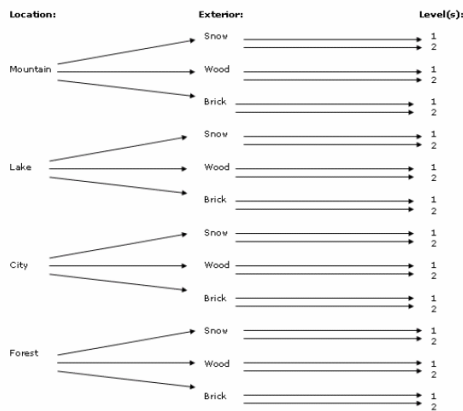 Location: Exterior: Level(s):
Snow 1
2
Mountain Wood 1
2
Brick 1
2
Snow 1
2
Lake Wood 1
2
Brick 1
2
Snow 1
2
City Wood 1
2
Brick 1
2
Snow 1
2
Forest
Wood 1
2
Brick 1
2